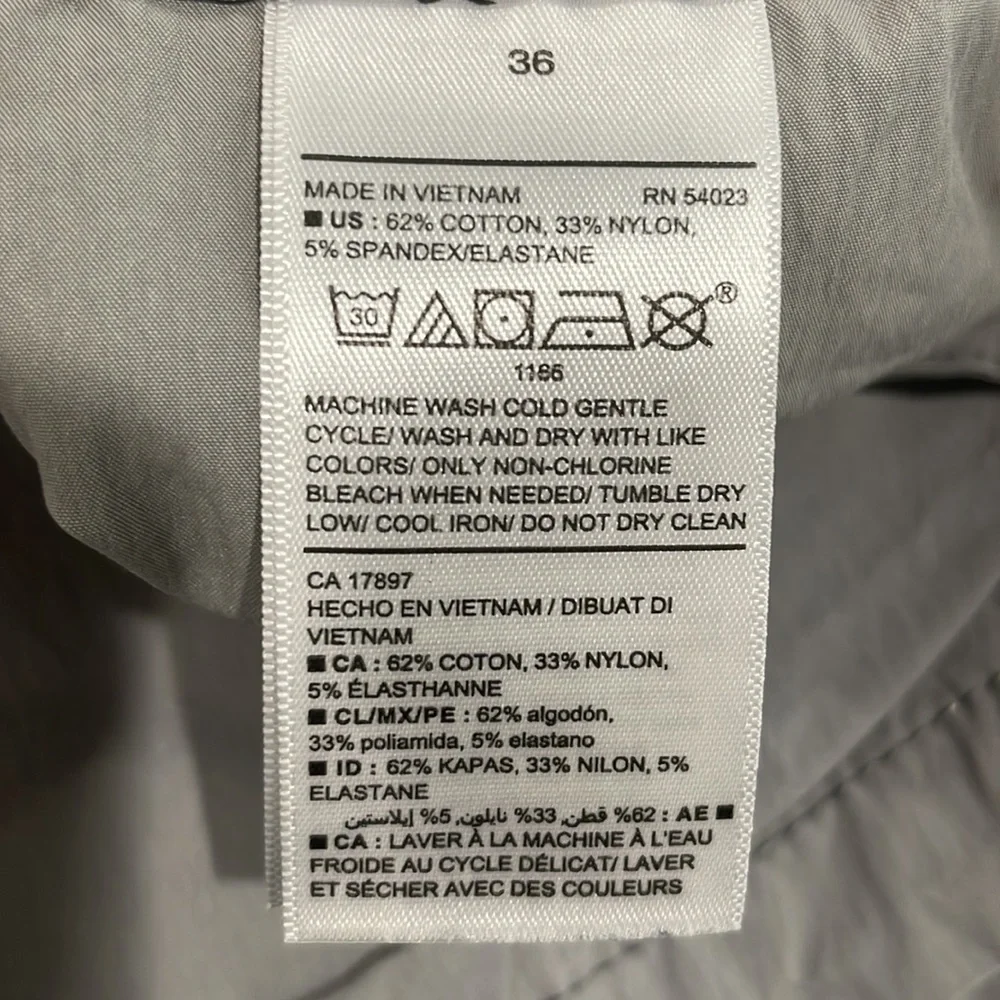 36
MADE IN VIETNAM RN 54023
■ US : 62% COTTON, 33% NYLON,
5% SPANDEX/ELASTANE
30 ®
1166
MACHINE WASH COLD GENTLE
CYCLE/ WASH AND DRY WITH LIKE
COLORS/ ONLY NON-CHLORINE
BLEACH WHEN NEEDED/ TUMBLE DRY
LOW/ COOL IRON/ DO NOT DRY CLEAN
CA 17897
HECHO EN VIETNAM / DIBUAT DI
VIETNAM
■ CA : 62% COTON, 33% NYLON,
5% ÉLASTHANNE
■ CL/MX/PE : 62% algodón,
33% poliamida, 5% elastano
■ ID : 62% KAPAS, 33% NILON, 5%
ELASTANE
■ AE : 62% قطن, 33% نايلون, 5% إيلاستين
■ CA : LAVER À LA MACHINE À L'EAU
FROIDE AU CYCLE DÉLICAT/ LAVER
ET SÉCHER AVEC DES COULEURS